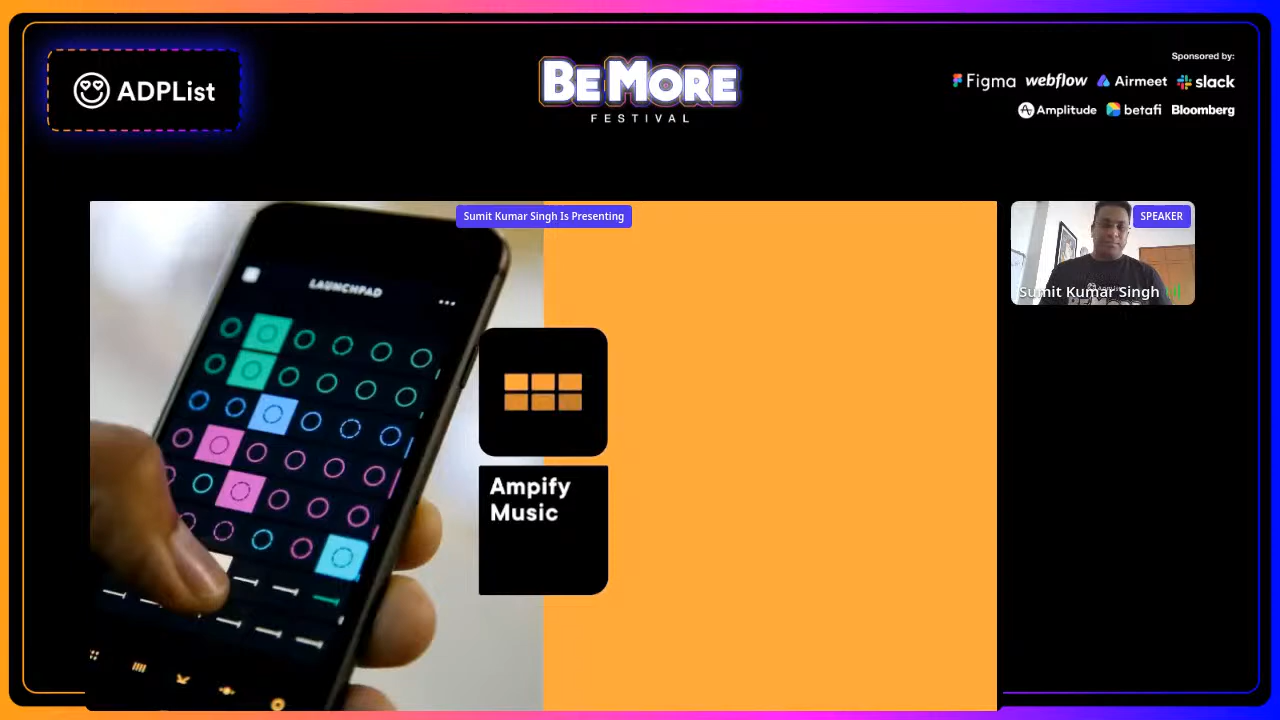 ADPList
BE MORE
FESTIVAL
Sponsored by:
Figma webflow Airmeet slack
Amplitude betafi Bloomberg
Sumit Kumar Singh Is Presenting
SPEAKER
Sumit Kumar Singh
LAUNCHPAD
Ampify
Music